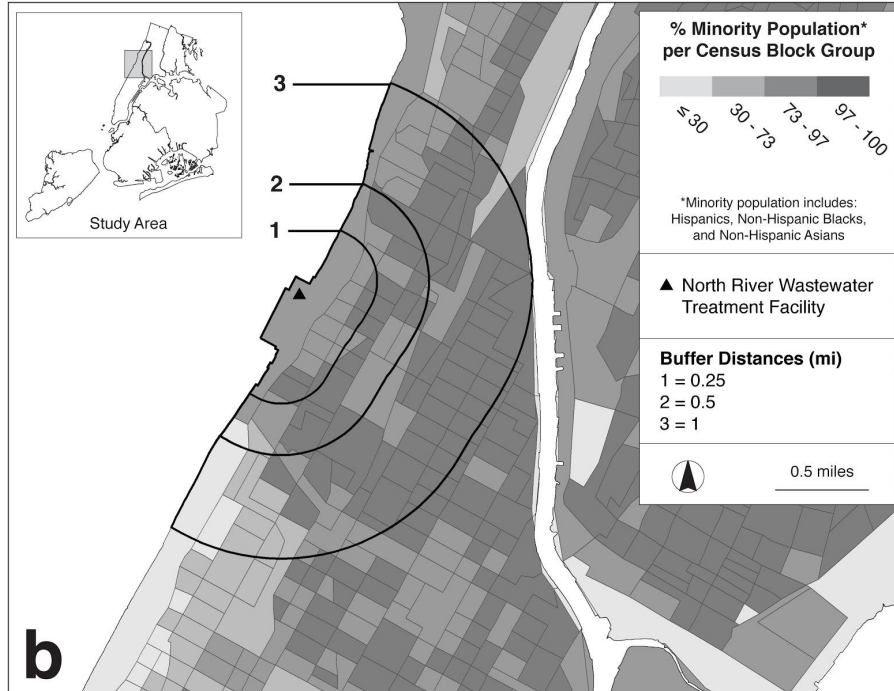 Study Area
3
2
1
% Minority Population*
per Census Block Group
≤ 30
30 - 73
73 - 97
97 - 100
*Minority population includes:
Hispanics, Non-Hispanic Blacks,
and Non-Hispanic Asians
▲ North River Wastewater
Treatment Facility
Buffer Distances (mi)
1 = 0.25
2 = 0.5
3 = 1
0.5 miles
b